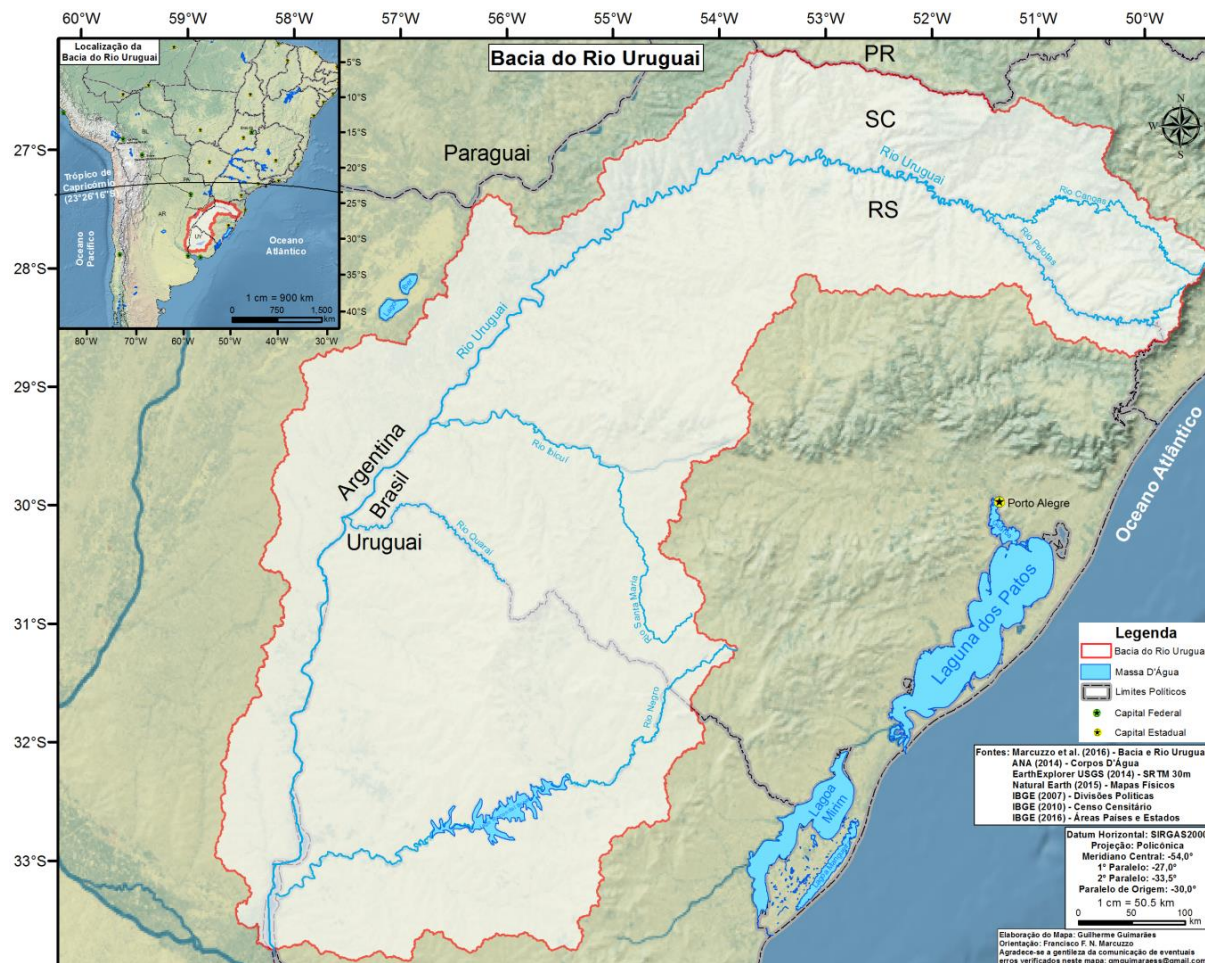 60°W 59°W 58°W 57°W 56°W 55°W 54°W 53°W 52°W 51°W 50°W
Localização da
Bacia do Rio Uruguai
Bacia do Rio Uruguai
PR
SC
RS
Paraguai
Rio Uruguai
Rio Canoas
Rio Pelotas
Trópico de
Capricórnio
(23°26'16"S)
Oceano
Pacífico
Oceano
Atlântico
AR
UY
5°S
10°S
15°S
20°S
25°S
30°S
35°S
40°S
1 cm = 900 km
0 750 1,500
km
80°W 70°W 60°W 50°W 40°W 30°W
27°S
28°S
29°S
30°S
31°S
32°S
33°S
Rio Uruguai
Argentina
Brasil
Uruguai
Rio Ibicuí
Rio Quaraí
Rio Santa Maria
Rio Negro
Porto Alegre
Laguna dos Patos
Lagoa
Mirim
Oceano Atlântico
Legenda
Bacia do Rio Urugua
Massa D'Água
Limites Políticos
Capital Federal
Capital Estadual
Fontes: Marcuzzo et al. (2016) - Bacia e Rio Urugua
ANA (2014) - Corpos D'Água
EarthExplorer USGS (2014) - SRTM 30m
Natural Earth (2015) - Mapas Físicos
IBGE (2007) - Divisões Politicas
IBGE (2010) - Censo Censitário
IBGE (2016) - Áreas Países e Estados
Datum Horizontal: SIRGAS2000
Projeção: Policônica
Meridiano Central: -54,0°
1° Paralelo: -27,0°
2° Paralelo: -33,5°
Paralelo de Origem: -30,0°
1 cm = 50.5 km
0 50 100
km
Elaboração do Mapa: Guilherme Guimarães
Orientação: Francisco F. N. Marcuzzo
Agradece-se a gentileza da comunicação de eventuais
erros verificados neste mapa: gmguimaraess@gmail.com
N
W
S